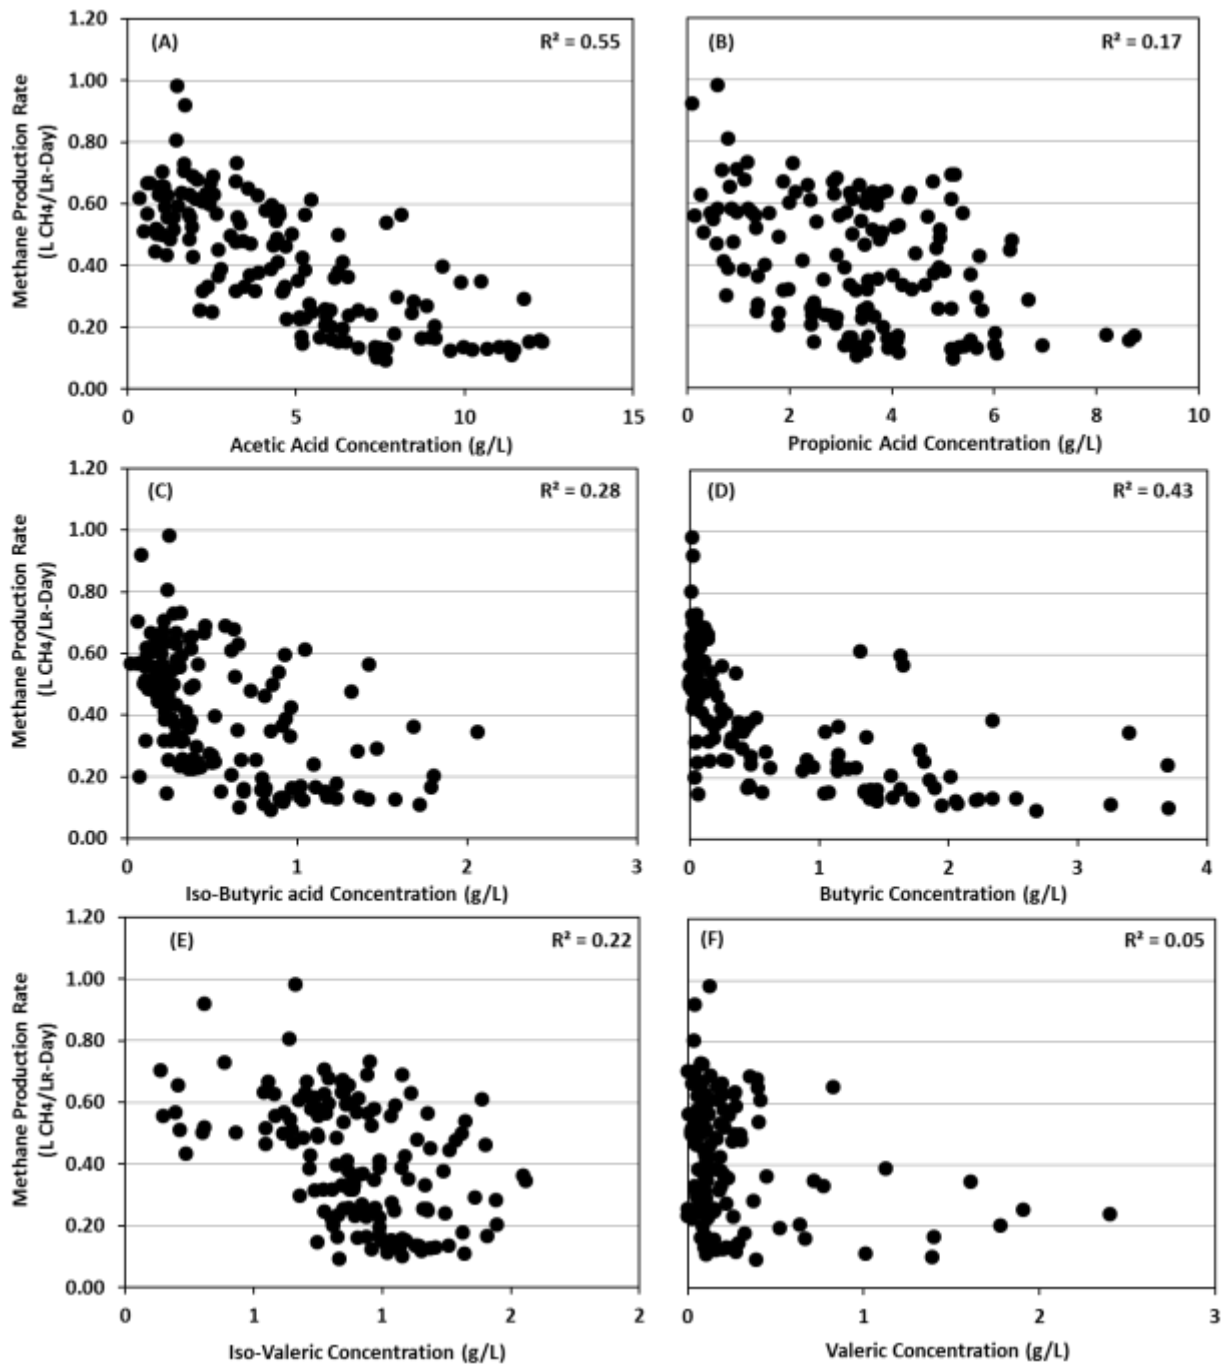 Methane Production Rate
(L CH4/LR-Day)
1.20
1.00
0.80
0.60
0.40
0.20
0.00
(A)
R² = 0.55
0 5 10 15
Acetic Acid Concentration (g/L)
(B)
R² = 0.17
0 2 4 6 8 10
Propionic Acid Concentration (g/L)
Methane Production Rate
(L CH4/LR-Day)
1.20
1.00
0.80
0.60
0.40
0.20
0.00
(C)
R² = 0.28
0 1 2 3
Iso-Butyric acid Concentration (g/L)
(D)
R² = 0.43
0 1 2 3 4
Butyric Concentration (g/L)
Methane Production Rate
(L CH4/LR-Day)
1.20
1.00
0.80
0.60
0.40
0.20
0.00
(E)
R² = 0.22
0 1 1 2 2
Iso-Valeric Concentration (g/L)
(F)
R² = 0.05
0 1 2 3
Valeric Concentration (g/L)